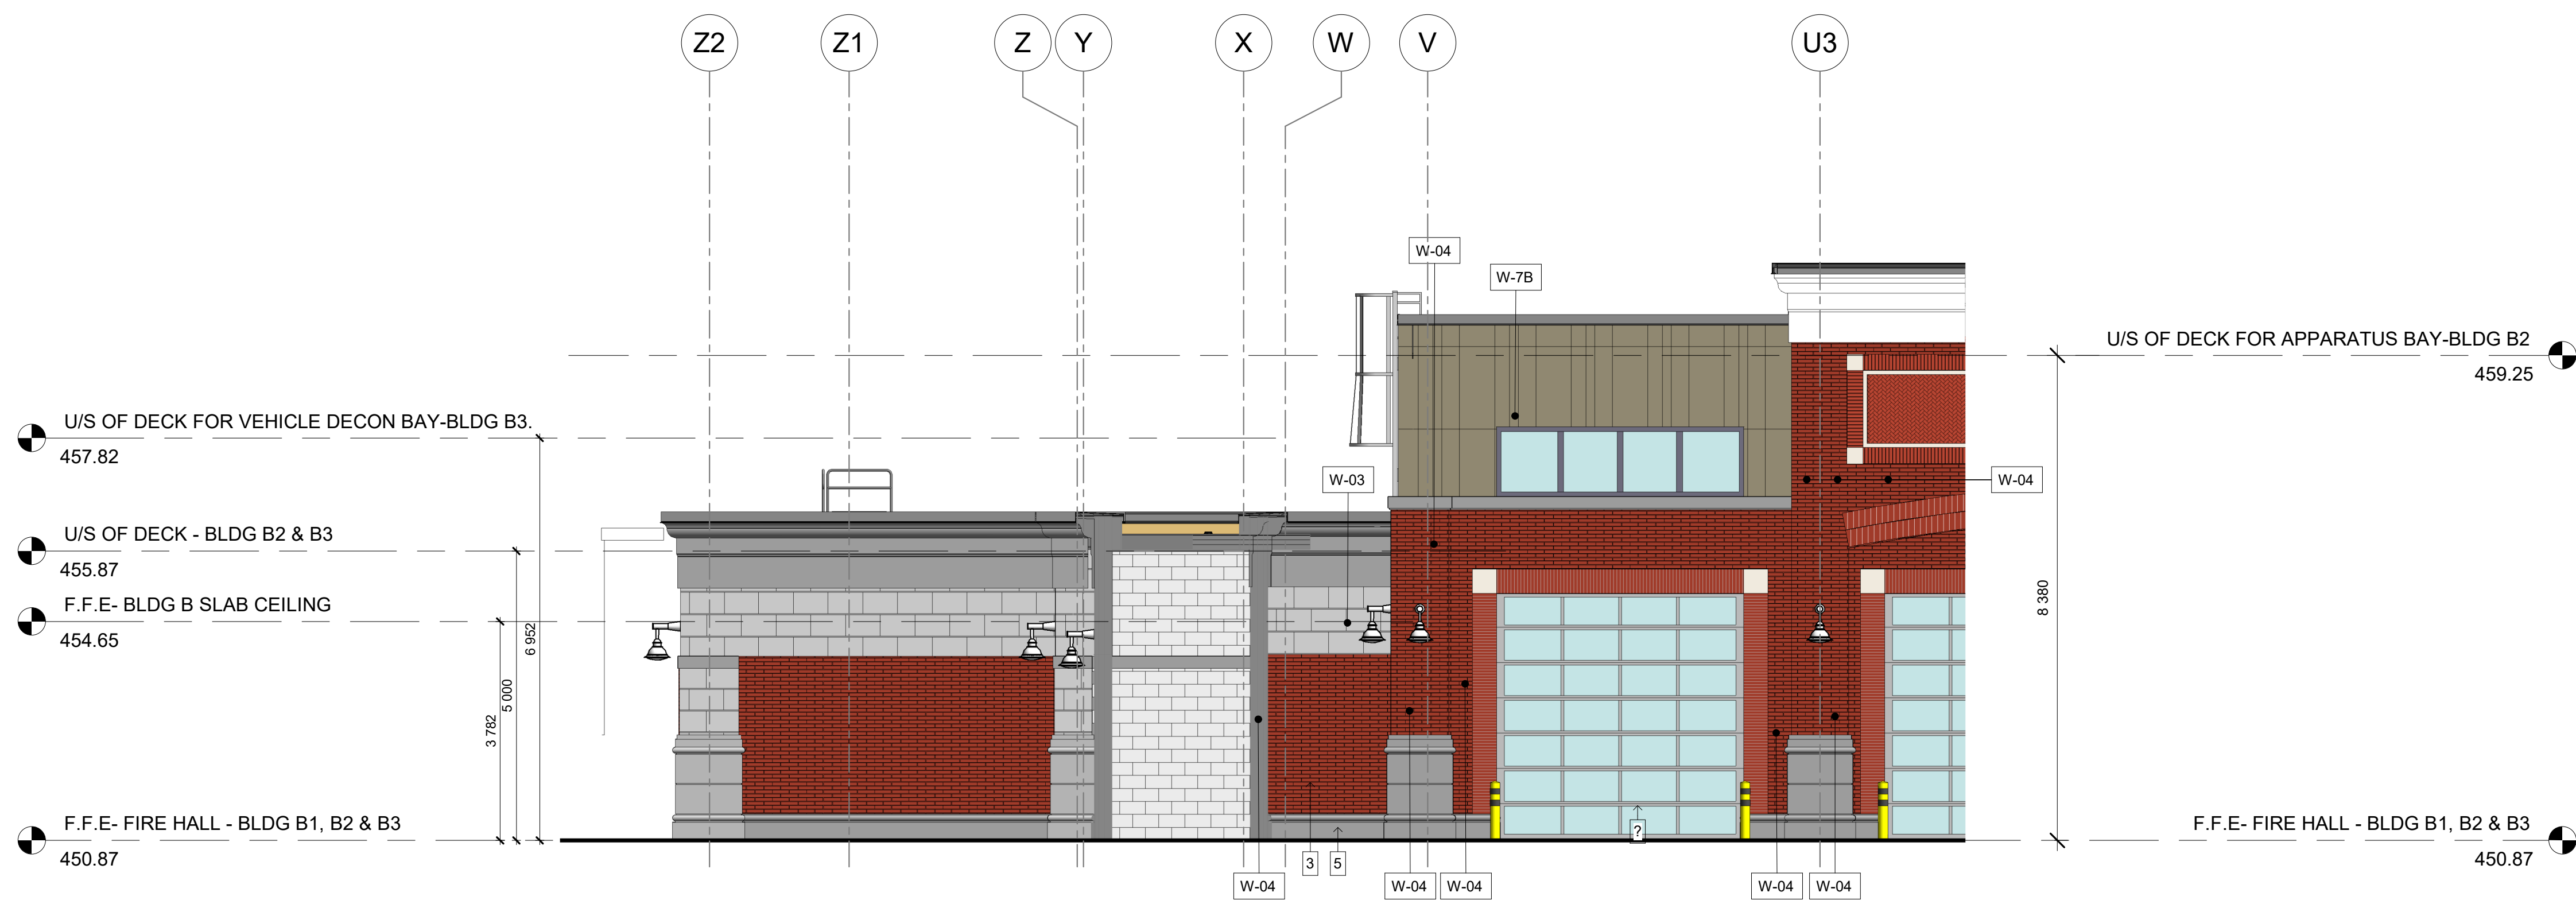 Z2
Z1
Z
Y
X
W
V
U3
W-04
W-7B
U/S OF DECK FOR APPARATUS BAY-BLDG B2
459.25
U/S OF DECK FOR VEHICLE DECON BAY-BLDG B3.
457.82
W-03
W-04
U/S OF DECK - BLDG B2 & B3
455.87
F.F.E- BLDG B SLAB CEILING
454.65
6 952
5 000
3 782
8 380
F.F.E- FIRE HALL - BLDG B1, B2 & B3
450.87
F.F.E- FIRE HALL - BLDG B1, B2 & B3
450.87
?
3
5
W-04
W-04
W-04
W-04
W-04